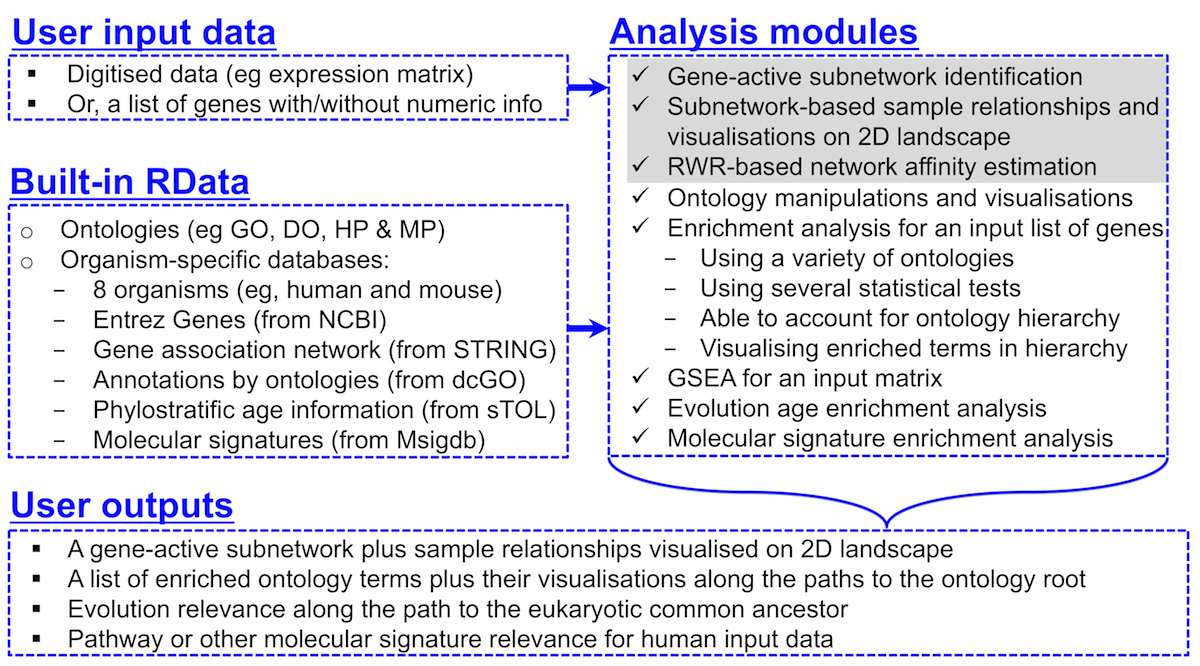 User input data
▪ Digitised data (eg expression matrix)
▪ Or, a list of genes with/without numeric info
Built-in RData
○ Ontologies (eg GO, DO, HP & MP)
○ Organism-specific databases:
– 8 organisms (eg, human and mouse)
– Entrez Genes (from NCBI)
– Gene association network (from STRING)
– Annotations by ontologies (from dcGO)
– Phylostratific age information (from sTOL)
– Molecular signatures (from Msigdb)
Analysis modules
✓ Gene-active subnetwork identification
✓ Subnetwork-based sample relationships and
visualisations on 2D landscape
✓ RWR-based network affinity estimation
✓ Ontology manipulations and visualisations
✓ Enrichment analysis for an input list of genes
– Using a variety of ontologies
– Using several statistical tests
– Able to account for ontology hierarchy
– Visualising enriched terms in hierarchy
✓ GSEA for an input matrix
✓ Evolution age enrichment analysis
✓ Molecular signature enrichment analysis
User outputs
▪ A gene-active subnetwork plus sample relationships visualised on 2D landscape
▪ A list of enriched ontology terms plus their visualisations along the paths to the ontology root
▪ Evolution relevance along the path to the eukaryotic common ancestor
▪ Pathway or other molecular signature relevance for human input data